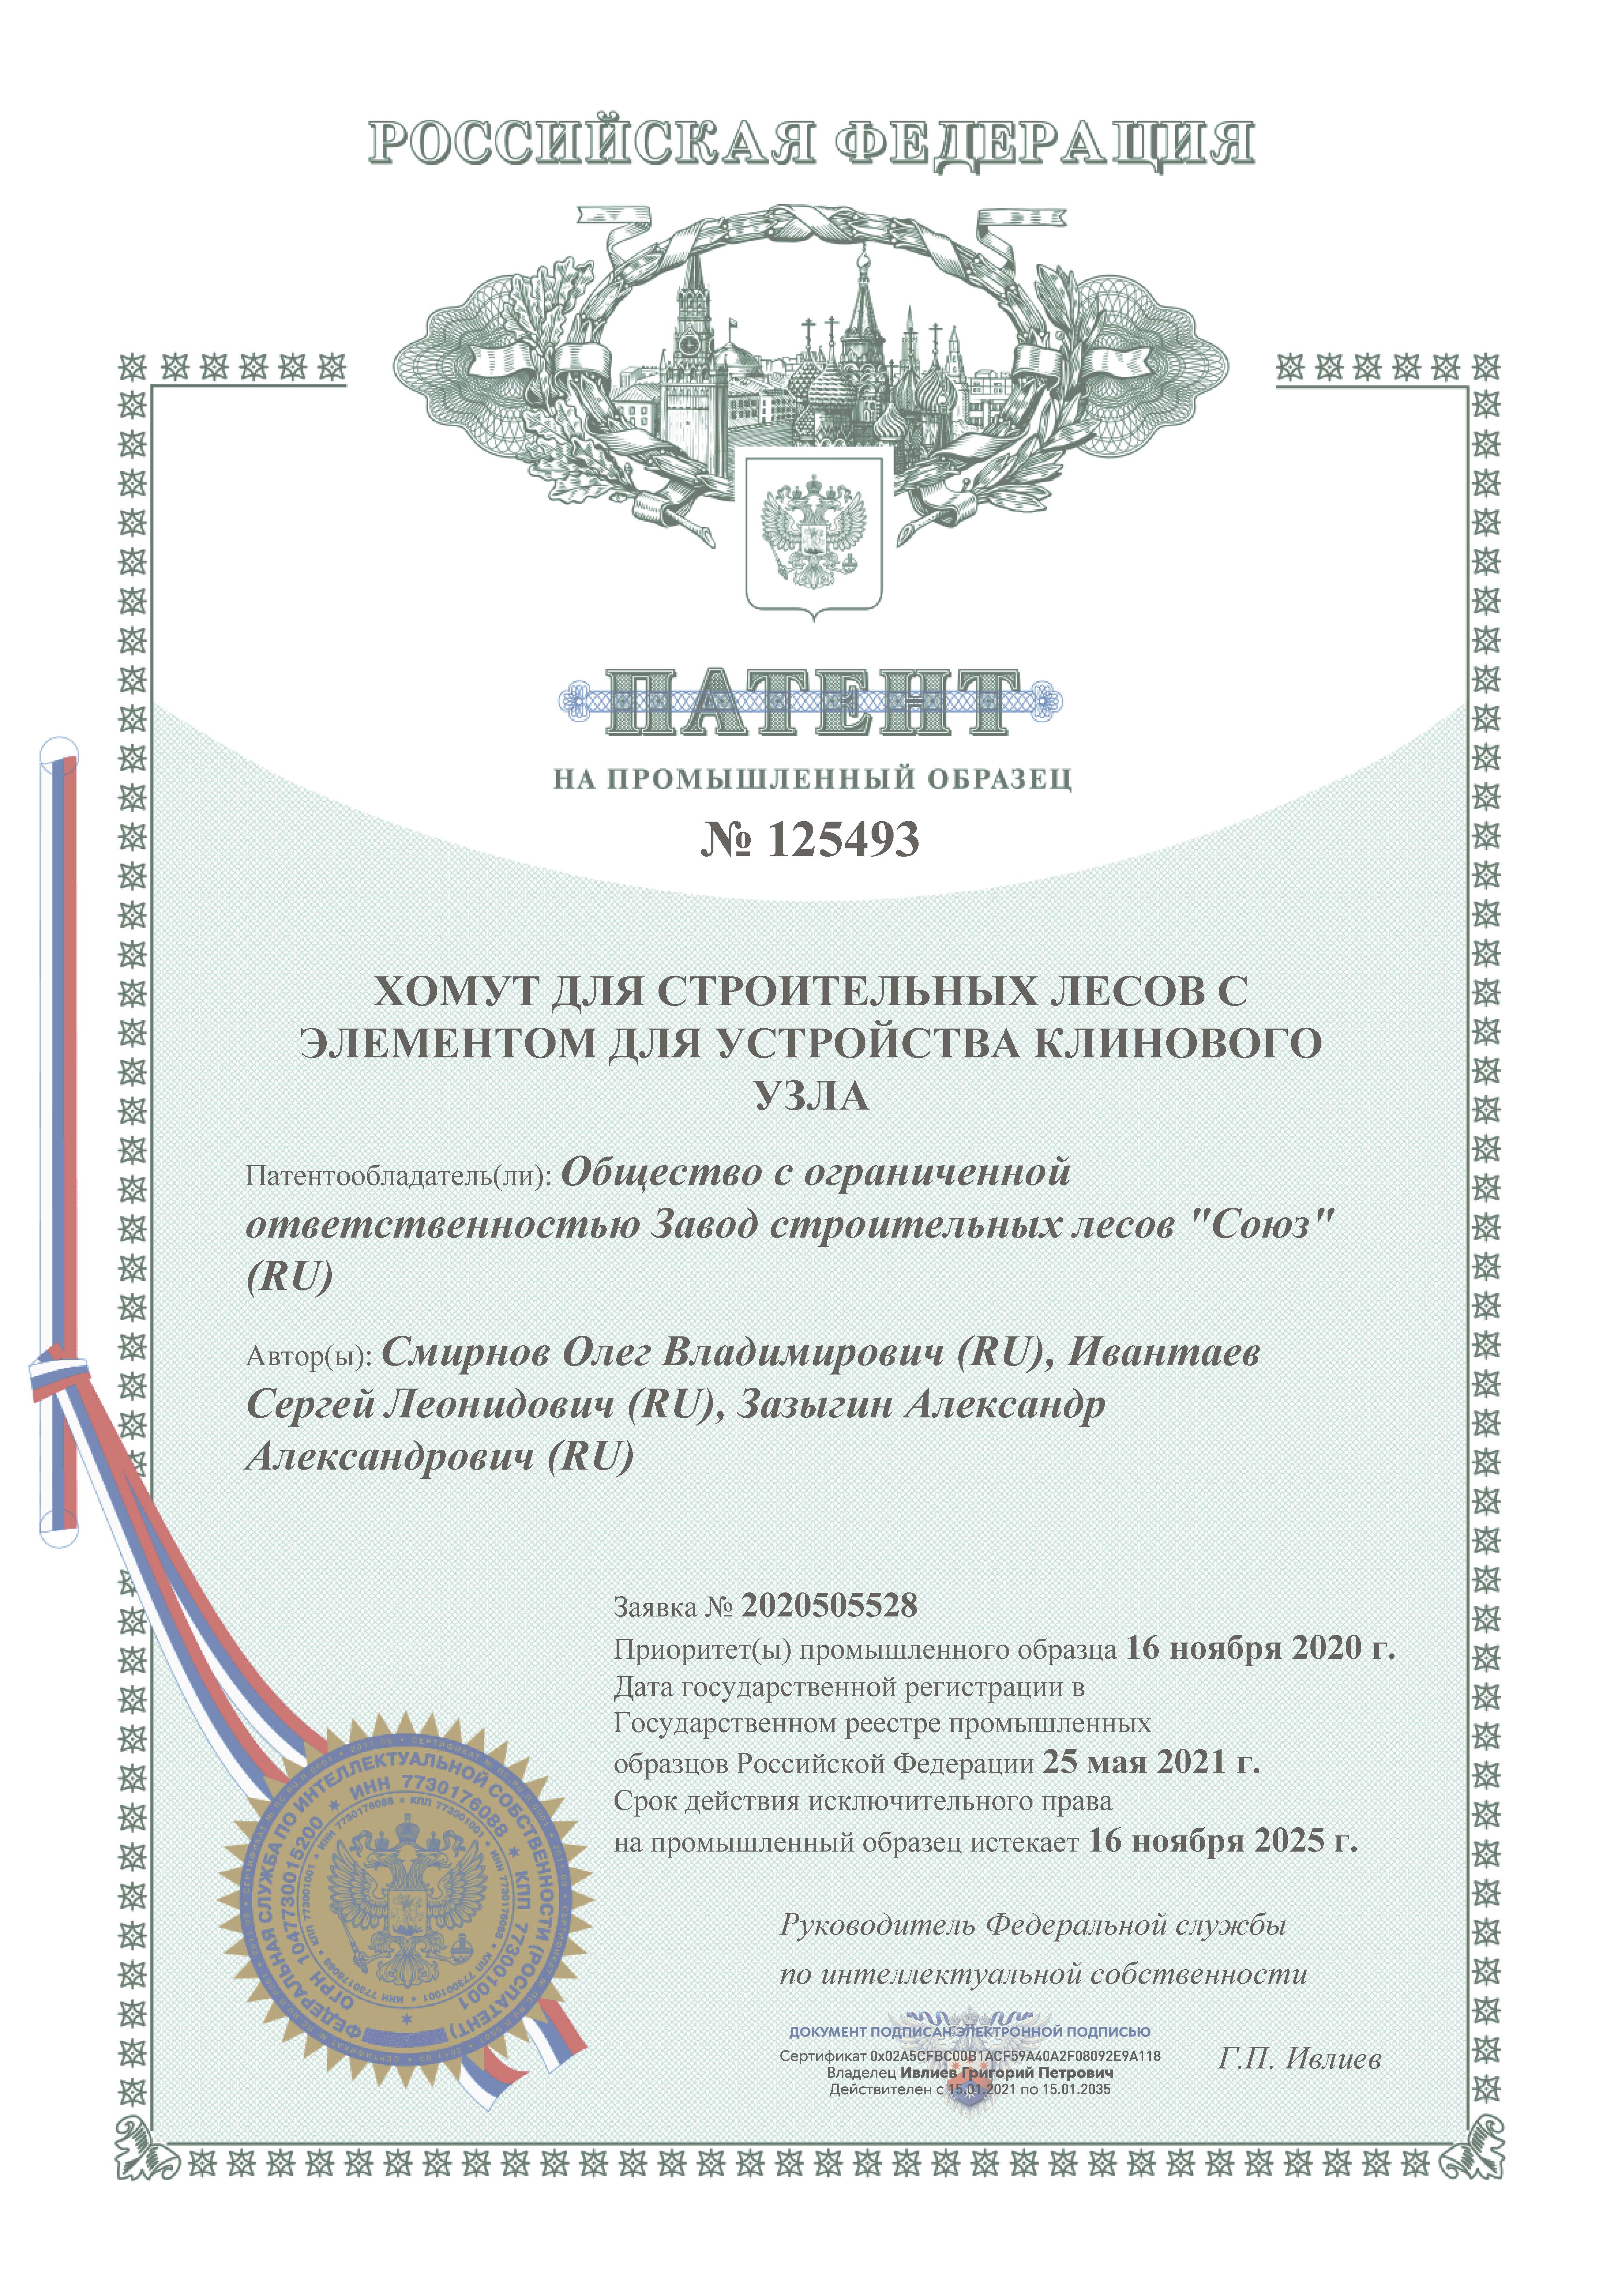 РОССИЙСКАЯ ФЕДЕРАЦИЯ
ПАТЕНТ
НА ПРОМЫШЛЕННЫЙ ОБРАЗЕЦ
№ 125493
ХОМУТ ДЛЯ СТРОИТЕЛЬНЫХ ЛЕСОВ С
ЭЛЕМЕНТОМ ДЛЯ УСТРОЙСТВА КЛИНОВОГО
УЗЛА
Патентообладатель(ли): Общество с ограниченной
ответственностью Завод строительных лесов "Союз"
(RU)
Автор(ы): Смирнов Олег Владимирович (RU), Ивантаев
Сергей Леонидович (RU), Зазыгин Александр
Александрович (RU)
Заявка № 2020505528
Приоритет(ы) промышленного образца 16 ноября 2020 г.
Дата государственной регистрации в
Государственном реестре промышленных
образцов Российской Федерации 25 мая 2021 г.
Срок действия исключительного права
на промышленный образец истекает 16 ноября 2025 г.
Руководитель Федеральной службы
по интеллектуальной собственности
ДОКУМЕНТ ПОДПИСАН ЭЛЕКТРОННОЙ ПОДПИСЬЮ
Сертификат 0x02A5CFBC00B1ACF59A40A2F08092E9A118
Владелец Ивлиев Григорий Петрович
Действителен с 15.01.2021 по 15.01.2035
Г.П. Ивлиев
ФЕДЕРАЛЬНАЯ СЛУЖБА ПО ИНТЕЛЛЕКТУАЛЬНОЙ СОБСТВЕННОСТИ (РОСПАТЕНТ)
ОГРН 1047730015200 * ИНН 7730176088 * КПП 773001001